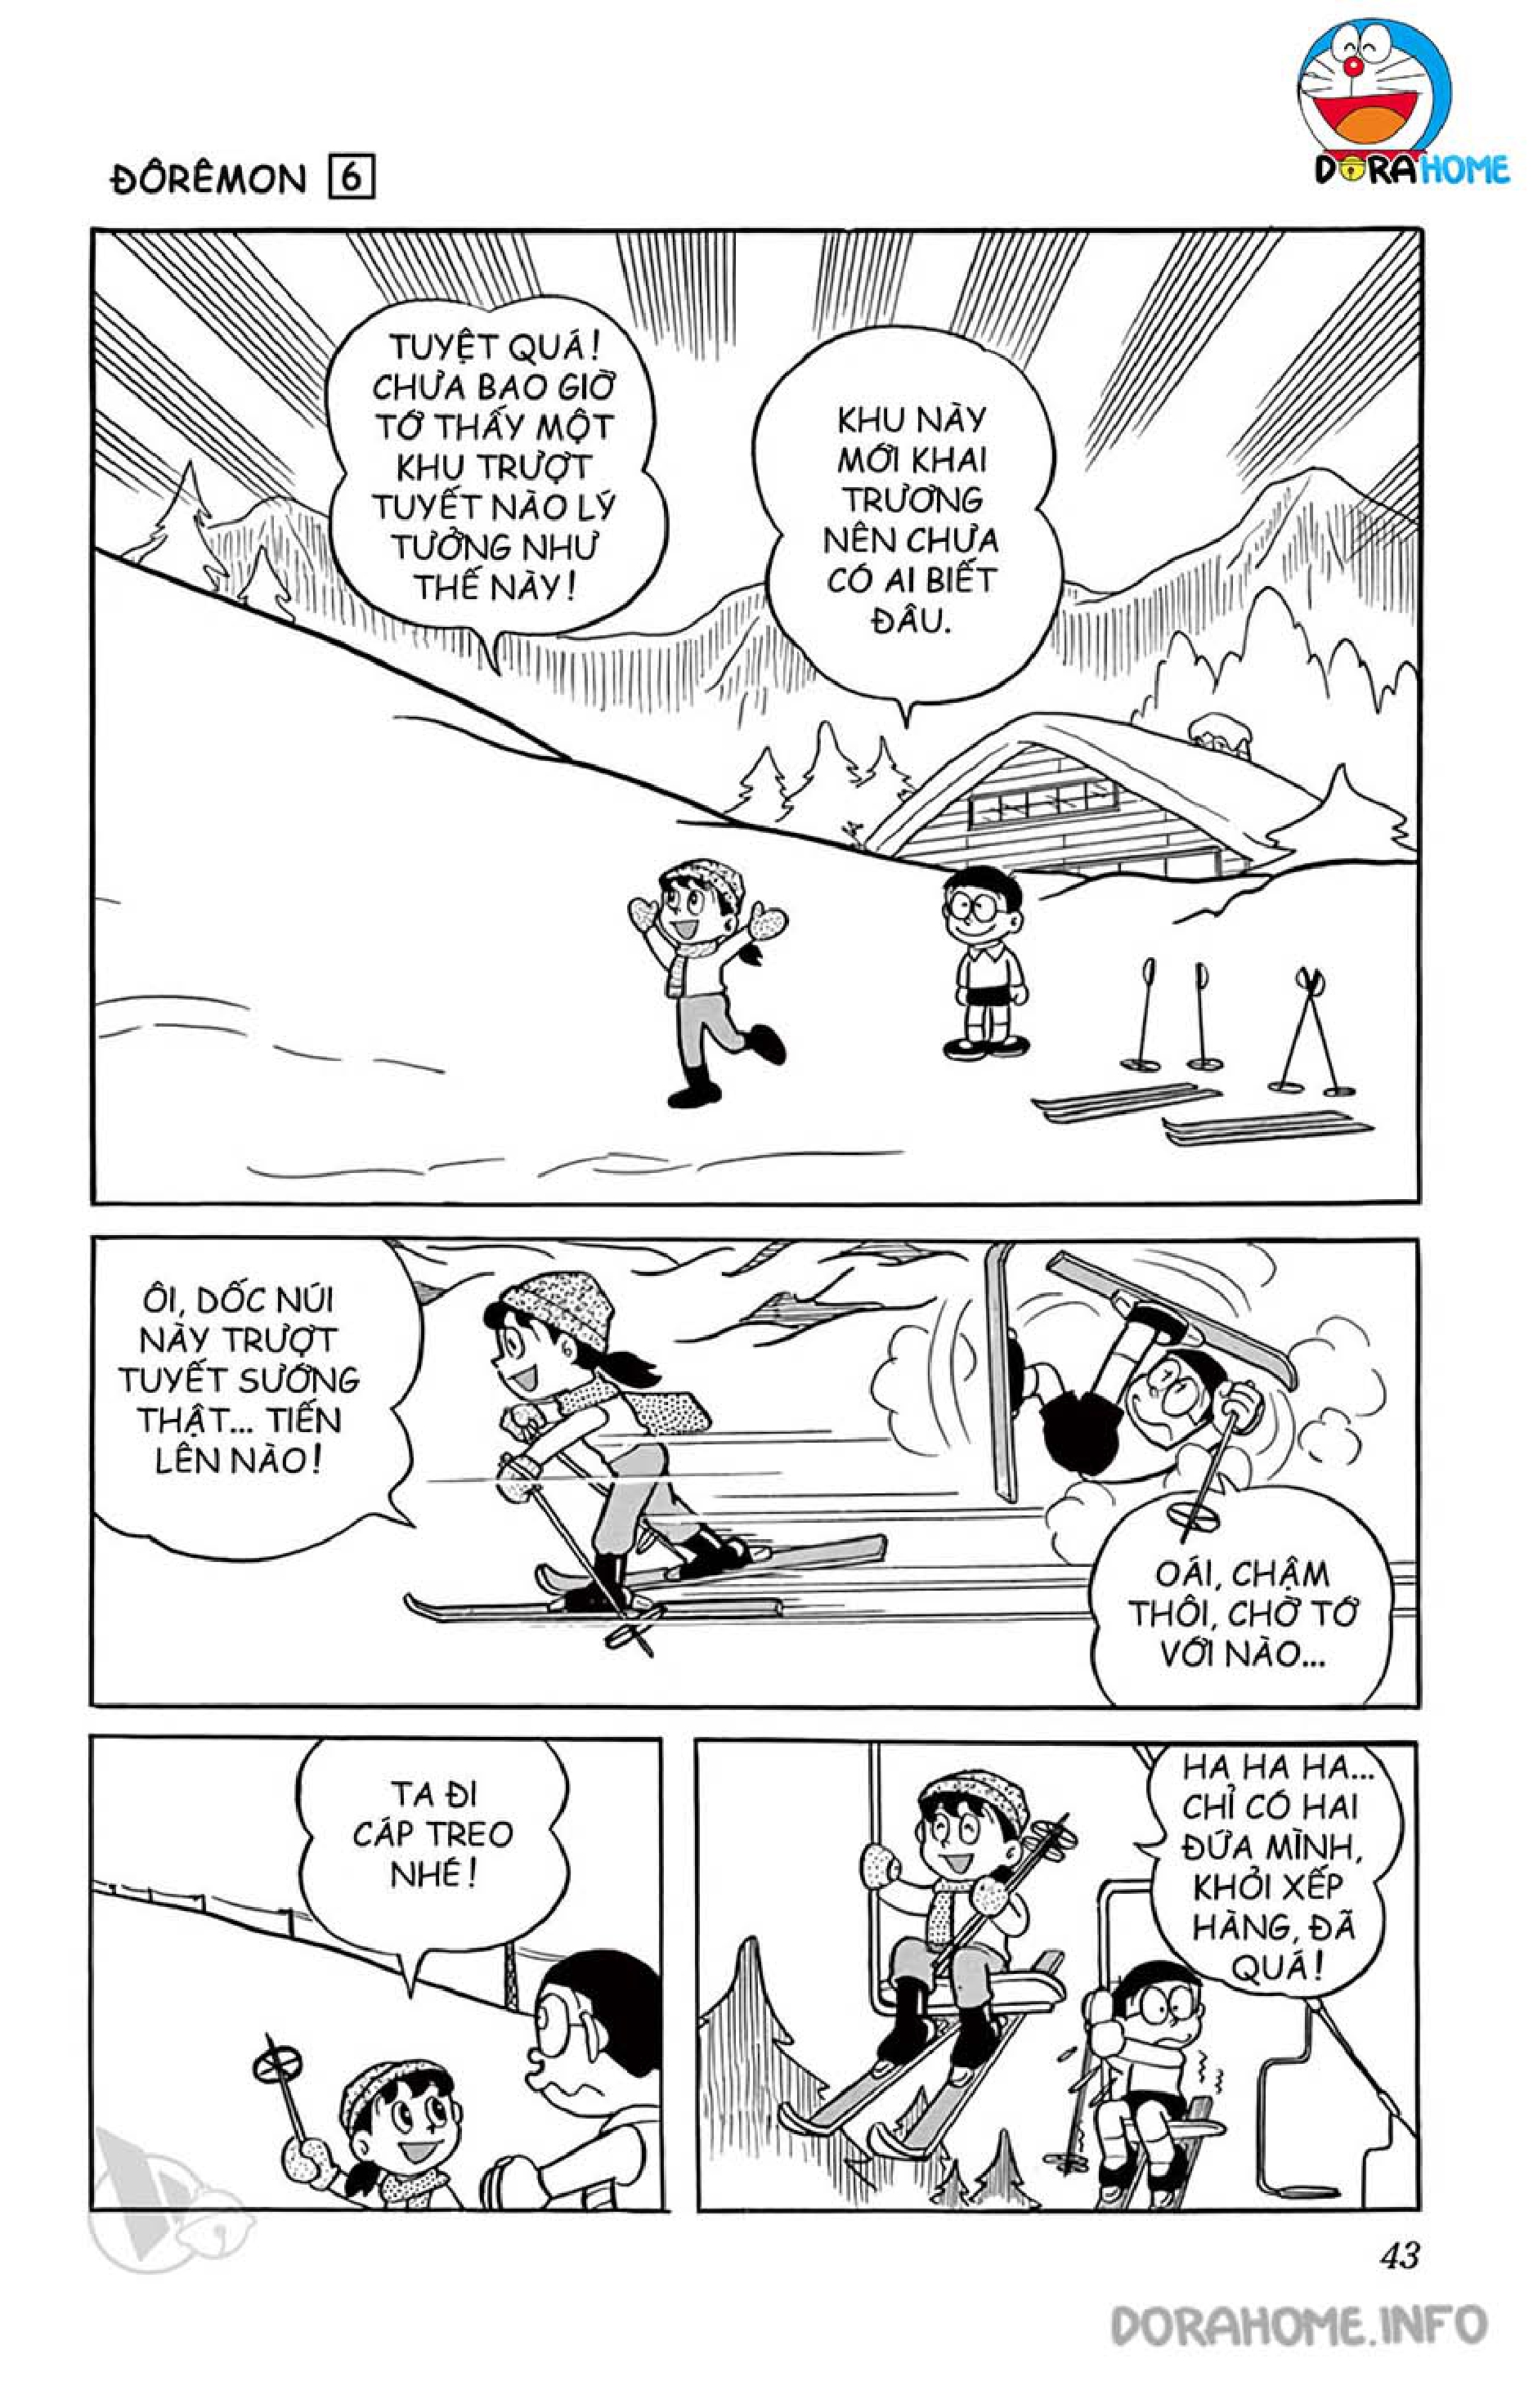 DORAHOME
ĐÔRÊMON 6
TUYỆT QUÁ!
CHƯA BAO GIỜ
TỚ THẤY MỘT
KHU TRƯỢT
TUYẾT NÀO LÝ
TƯỞNG NHƯ
THẾ NÀY!
KHU NÀY
MỚI KHAI
TRƯƠNG
NÊN CHƯA
CÓ AI BIẾT
ĐÂU.
ÔI, DỐC NÚI
NÀY TRƯỢT
TUYẾT SƯỚNG
THẬT... TIẾN
LÊN NÀO!
OÁI, CHẬM
THÔI, CHỜ TỚ
VỚI NÀO...
TA ĐI
CÁP TREO
NHÉ!
HA HA HA...
CHỈ CÓ HAI
ĐỨA MÌNH,
KHỎI XẾP
HÀNG, ĐÃ
QUÁ!
43
DORAHOME.INFO